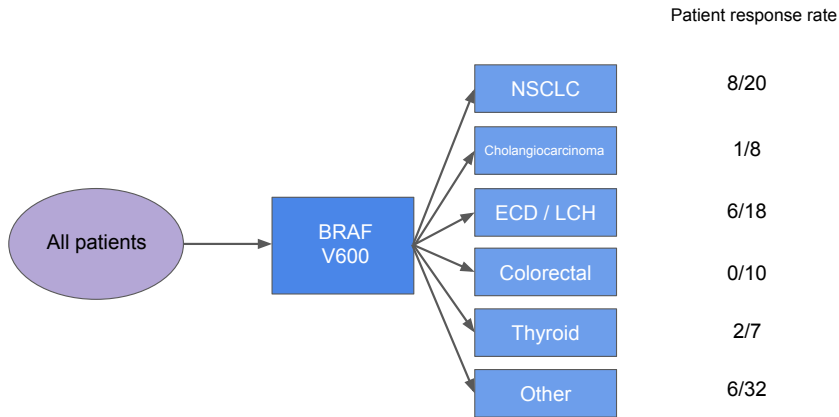 Patient response rate
NSCLC 8/20
Cholangiocarcinoma 1/8
All patients
BRAF
V600
ECD / LCH 6/18
Colorectal 0/10
Thyroid 2/7
Other 6/32